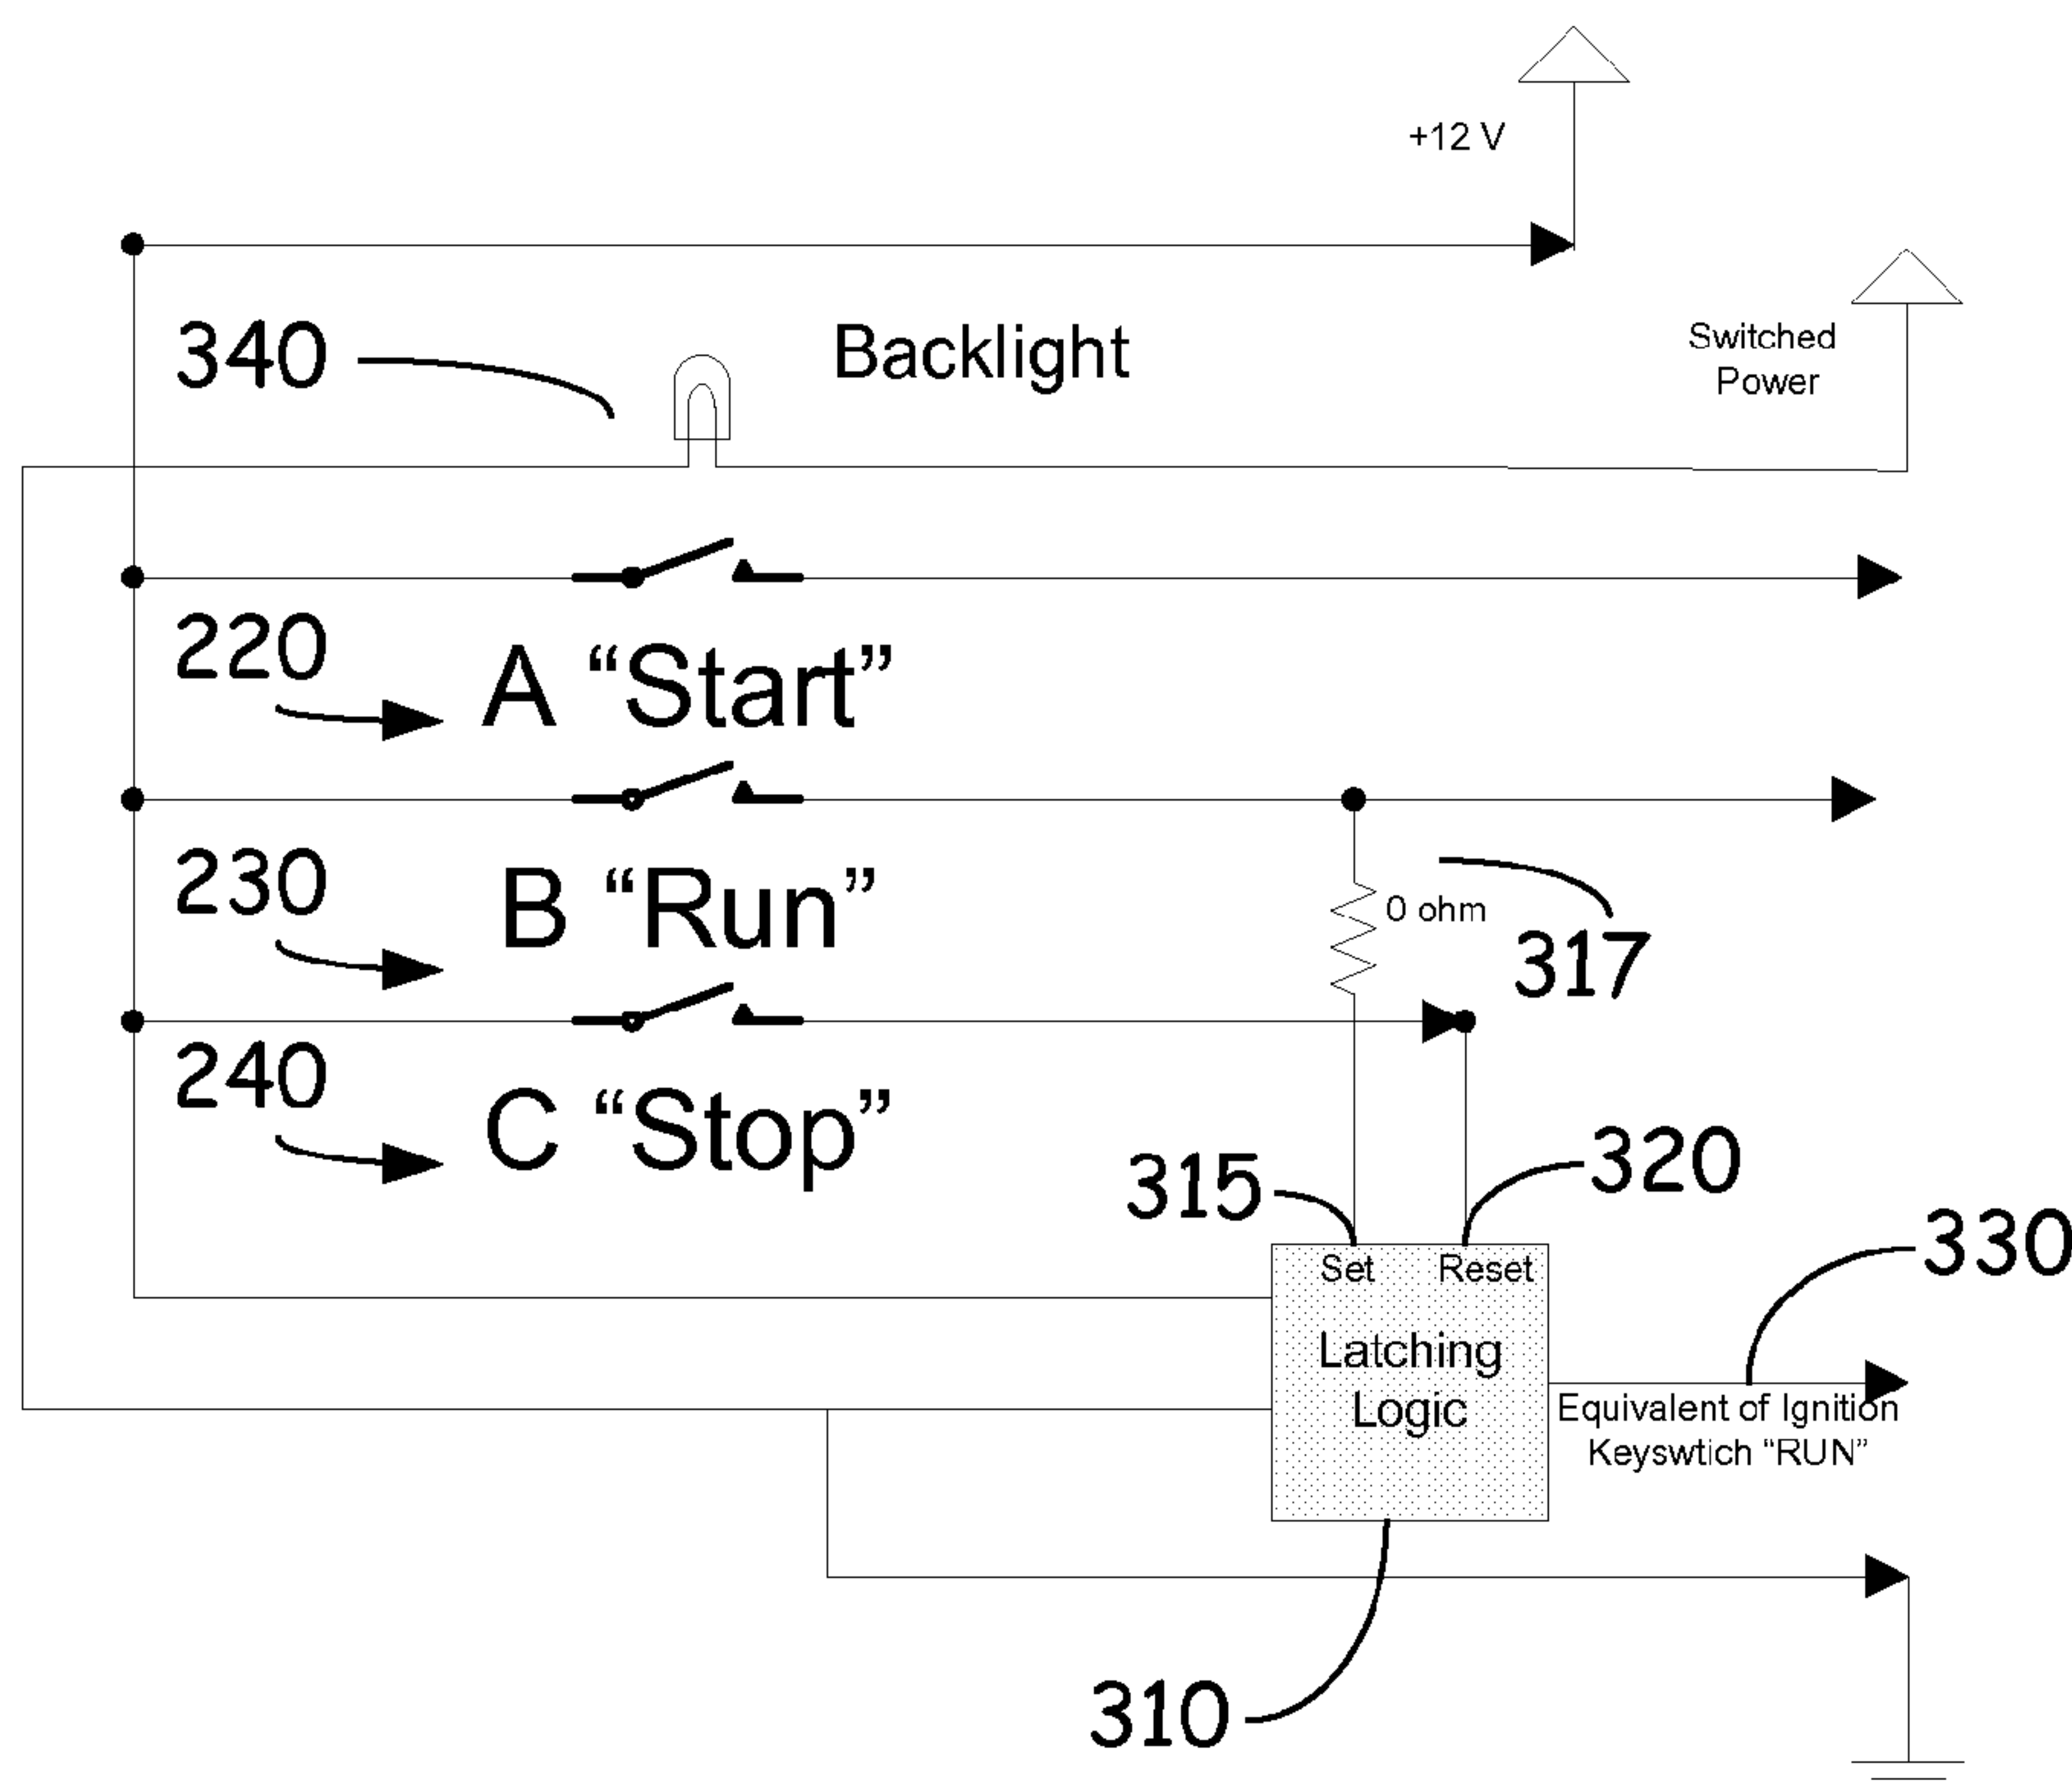 +12 V
340
Backlight
Switched
Power
220
A “Start”
230
B “Run”
0 ohm
317
240
C “Stop”
315
320
330
Set
Reset
Latching
Logic
Equivalent of Ignition
Keyswtich “RUN”
310